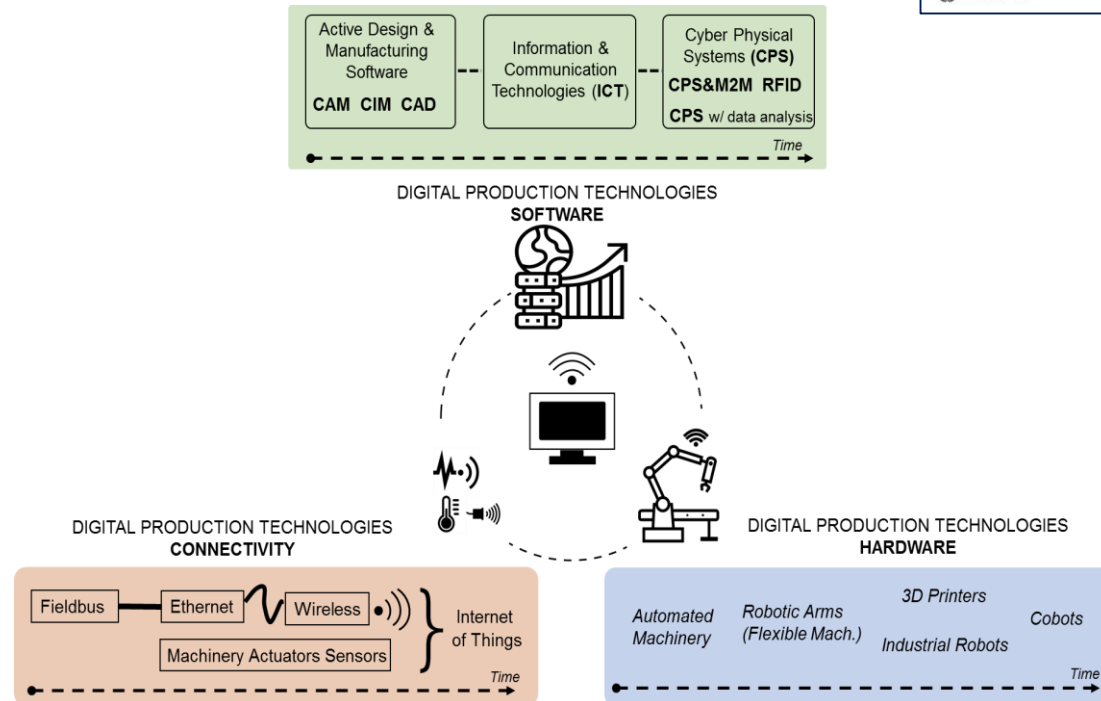 Active Design &
Manufacturing
Software
CAM CIM CAD
Information &
Communication
Technologies (ICT)
Cyber Physical
Systems (CPS)
CPS&M2M RFID
CPS w/ data analysis
Time
DIGITAL PRODUCTION TECHNOLOGIES
SOFTWARE
DIGITAL PRODUCTION TECHNOLOGIES
CONNECTIVITY
Fieldbus
Ethernet
Wireless
Machinery Actuators Sensors
Internet
of Things
Time
DIGITAL PRODUCTION TECHNOLOGIES
HARDWARE
Automated
Machinery
Robotic Arms
(Flexible Mach.)
3D Printers
Industrial Robots
Cobots
Time